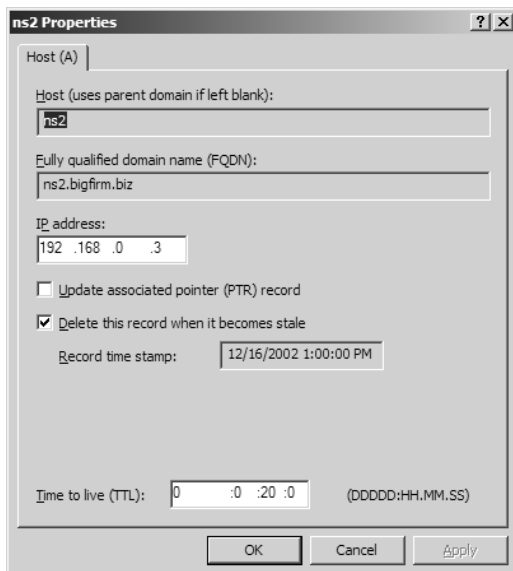 ns2 Properties
Host (A)
Host (uses parent domain if left blank):
ns2
Fully qualified domain name (FQDN):
ns2.bigfirm.biz
IP address:
192 .168 .0 .3
Update associated pointer (PTR) record
Delete this record when it becomes stale
Record time stamp: 12/16/2002 1:00:00 PM
Time to live (TTL): 0 :0 :20 :0 (DDDDD:HH.MM.SS)
OK Cancel Apply